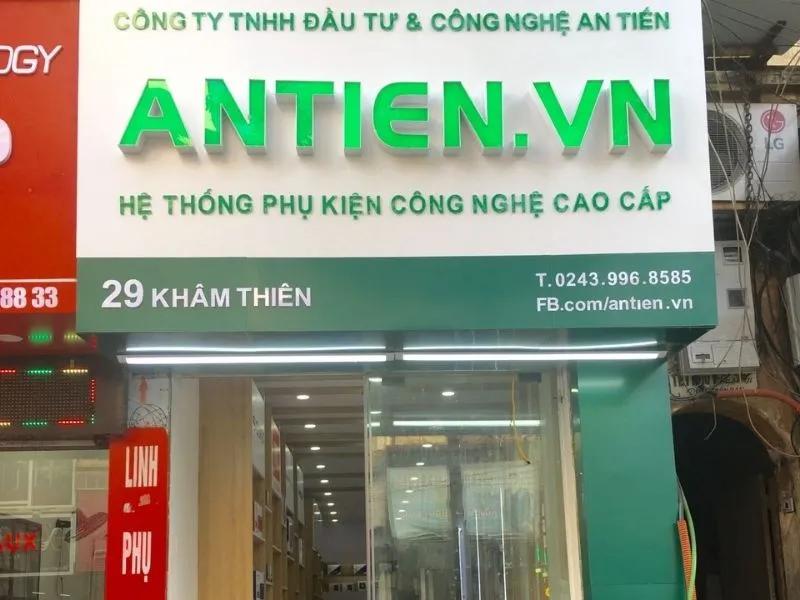 CÔNG TY TNHH ĐẦU TƯ & CÔNG NGHỆ AN TIẾN
ANTIEN.VN
HỆ THỐNG PHỤ KIỆN CÔNG NGHỆ CAO CẤP
29 KHÂM THIÊN
T.0243.996.8585
FB.com/antien.vn
OGY
88 33
LG
LINH
PHỤ
AUX